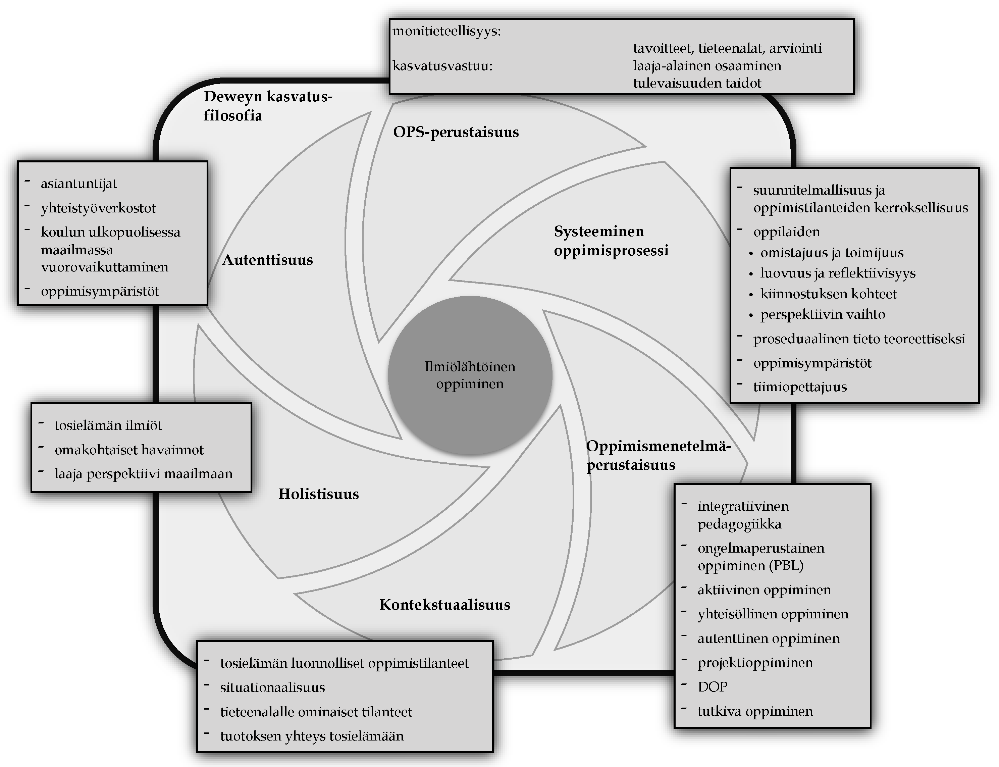 monitieteellisyys:
tavoitteet, tieteenalat, arviointi
kasvatusvastuu: laaja-alainen osaaminen
tulevaisuuden taidot
Deweyn kasvatus-
filosofia
OPS-perustaisuus
- asiantuntijat
- yhteistyöverkostot
- koulun ulkopuolisessa
maailmassa
vuorovaikuttaminen
- oppimisympäristöt
Autenttisuus
Systeeminen
oppimisprosessi
- suunnitelmallisuus ja
oppimistilanteiden kerroksellisuus
- oppilaiden
• omistajuus ja toimijuus
• luovuus ja reflektiivisyys
• kiinnostuksen kohteet
• perspektiivin vaihto
- proseduaalinen tieto teoreettiseksi
- oppimisympäristöt
- tiimiopettajuus
Ilmiölähtöinen
oppiminen
- tosielämän ilmiöt
- omakohtaiset havainnot
- laaja perspektiivi maailmaan
Holistisuus
Oppimismenetelmä-
perustaisuus
- integratiivinen
pedagogiikka
- ongelmaperustainen
oppiminen (PBL)
- aktiivinen oppiminen
- yhteisöllinen oppiminen
- autenttinen oppiminen
- projektioppiminen
- DOP
- tutkiva oppiminen
Kontekstuaalisuus
- tosielämän luonnolliset oppimistilanteet
- situationaalisuus
- tieteenalalle ominaiset tilanteet
- tuotoksen yhteys tosielämään